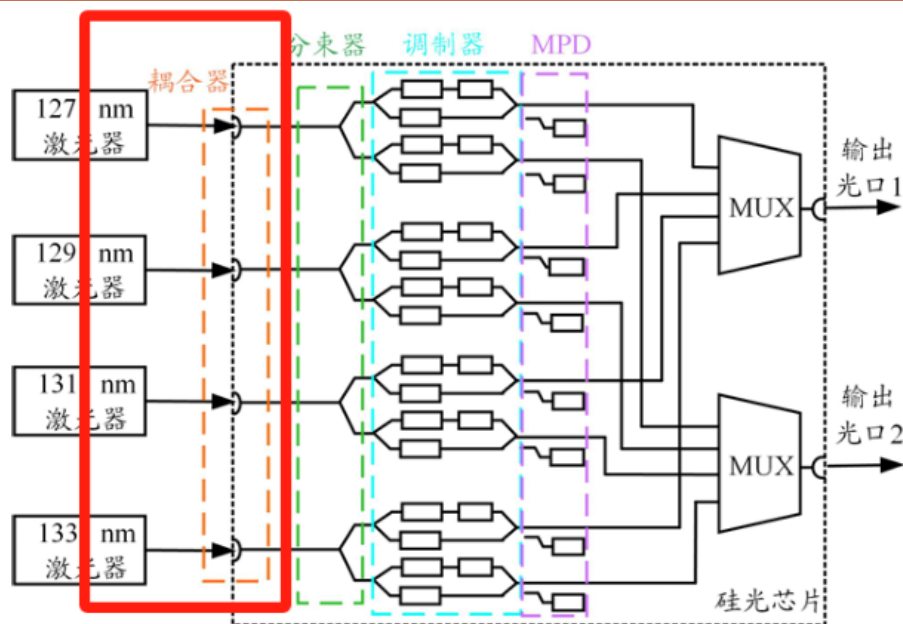 分束器
调制器
MPD
耦合器
127 nm
激光器
129 nm
激光器
131 nm
激光器
133 nm
激光器
MUX
输出
光口1
MUX
输出
光口2
硅光芯片